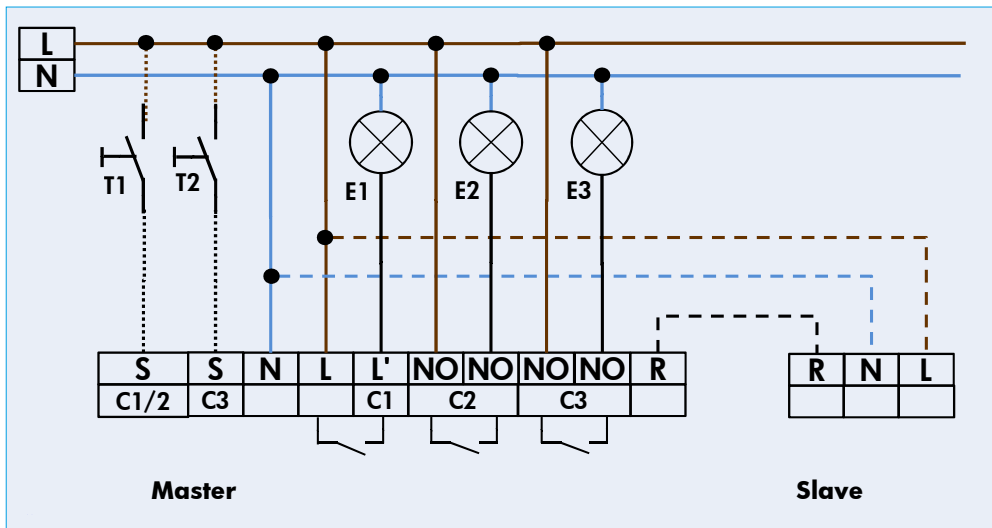 L
N
T1 T2 E1 E2 E3
S S N L L' NO NO NO NO R R N L
C1/2 C3 C1 C2 C3
Master Slave